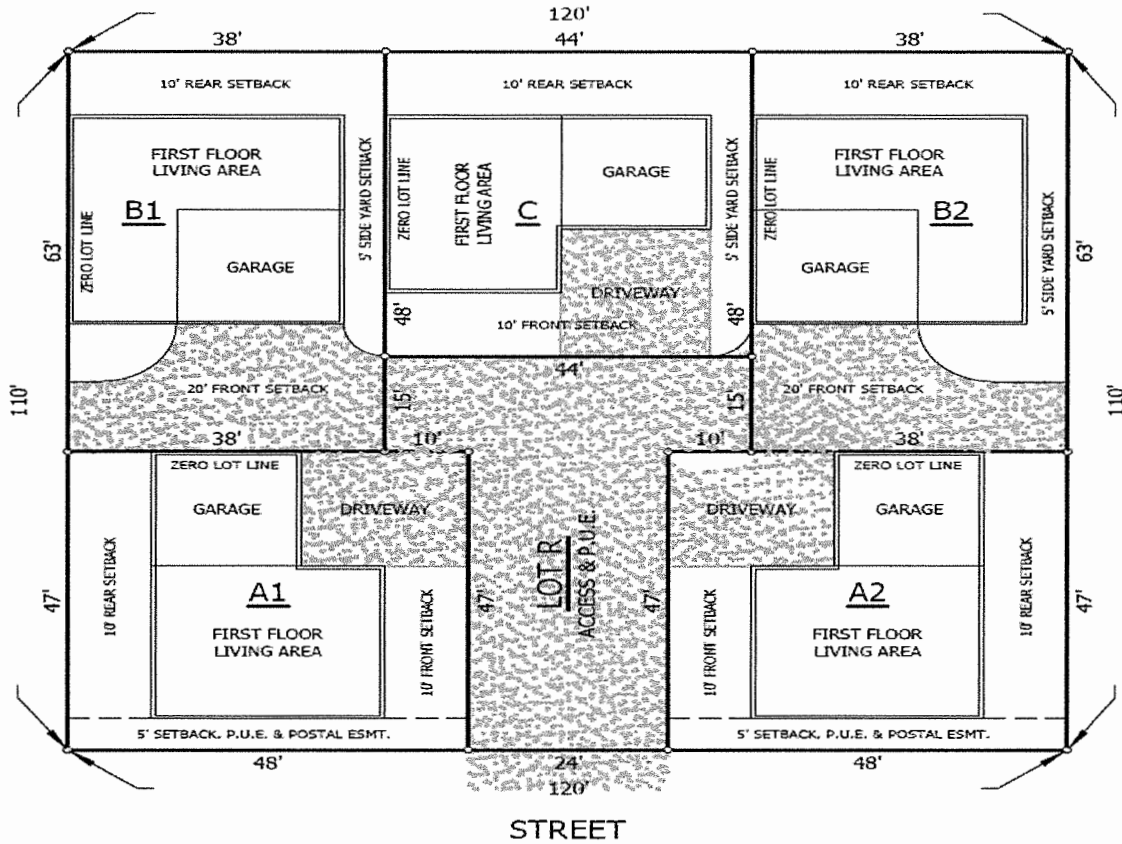 120'
38'
44'
38'
10' REAR SETBACK
10' REAR SETBACK
10' REAR SETBACK
FIRST FLOOR
LIVING AREA
B1
GARAGE
ZERO LOT LINE
5' SIDE YARD SETBACK
63'
ZERO LOT LINE
FIRST FLOOR
LIVING AREA
C
GARAGE
DRIVEWAY
48'
10' FRONT SETBACK
48'
5' SIDE YARD SETBACK
ZERO LOT LINE
FIRST FLOOR
LIVING AREA
B2
GARAGE
5' SIDE YARD SETBACK
63'
44'
110'
20' FRONT SETBACK
15'
15'
20' FRONT SETBACK
110'
38'
10'
10'
38'
ZERO LOT LINE
GARAGE
DRIVEWAY
10' REAR SETBACK
47'
A1
FIRST FLOOR
LIVING AREA
10' FRONT SETBACK
47'
LOT R
ACCESS & P.U.E.
47'
ZERO LOT LINE
DRIVEWAY
GARAGE
10' FRONT SETBACK
A2
FIRST FLOOR
LIVING AREA
10' REAR SETBACK
47'
5' SETBACK, P.U.E. & POSTAL ESMT.
5' SETBACK, P.U.E. & POSTAL ESMT.
48'
24'
48'
120'
STREET